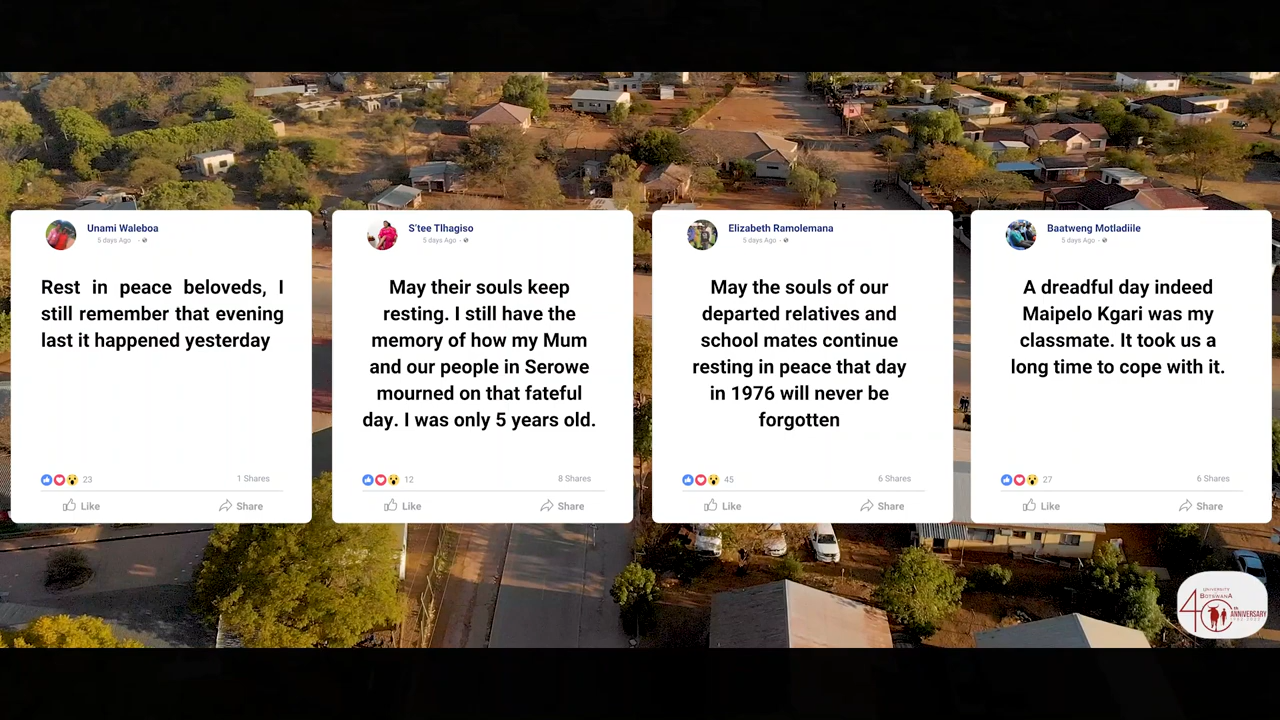 Unami Waleboa
5 days Ago
Rest in peace beloveds, I
still remember that evening
last it happened yesterday
23
1 Shares
Like
Share
S'tee Tlhagiso
5 days Ago
May their souls keep
resting. I still have the
memory of how my Mum
and our people in Serowe
mourned on that fateful
day. I was only 5 years old.
12
8 Shares
Like
Share
Elizabeth Ramolemana
5 days Ago
May the souls of our
departed relatives and
school mates continue
resting in peace that day
in 1976 will never be
forgotten
45
6 Shares
Like
Share
Baatweng Motladiile
5 days Ago
A dreadful day indeed
Maipelo Kgari was my
classmate. It took us a
long time to cope with it.
27
6 Shares
Like
Share
UNIVERSITY
BOTSWANA
40
ANNIVERSARY